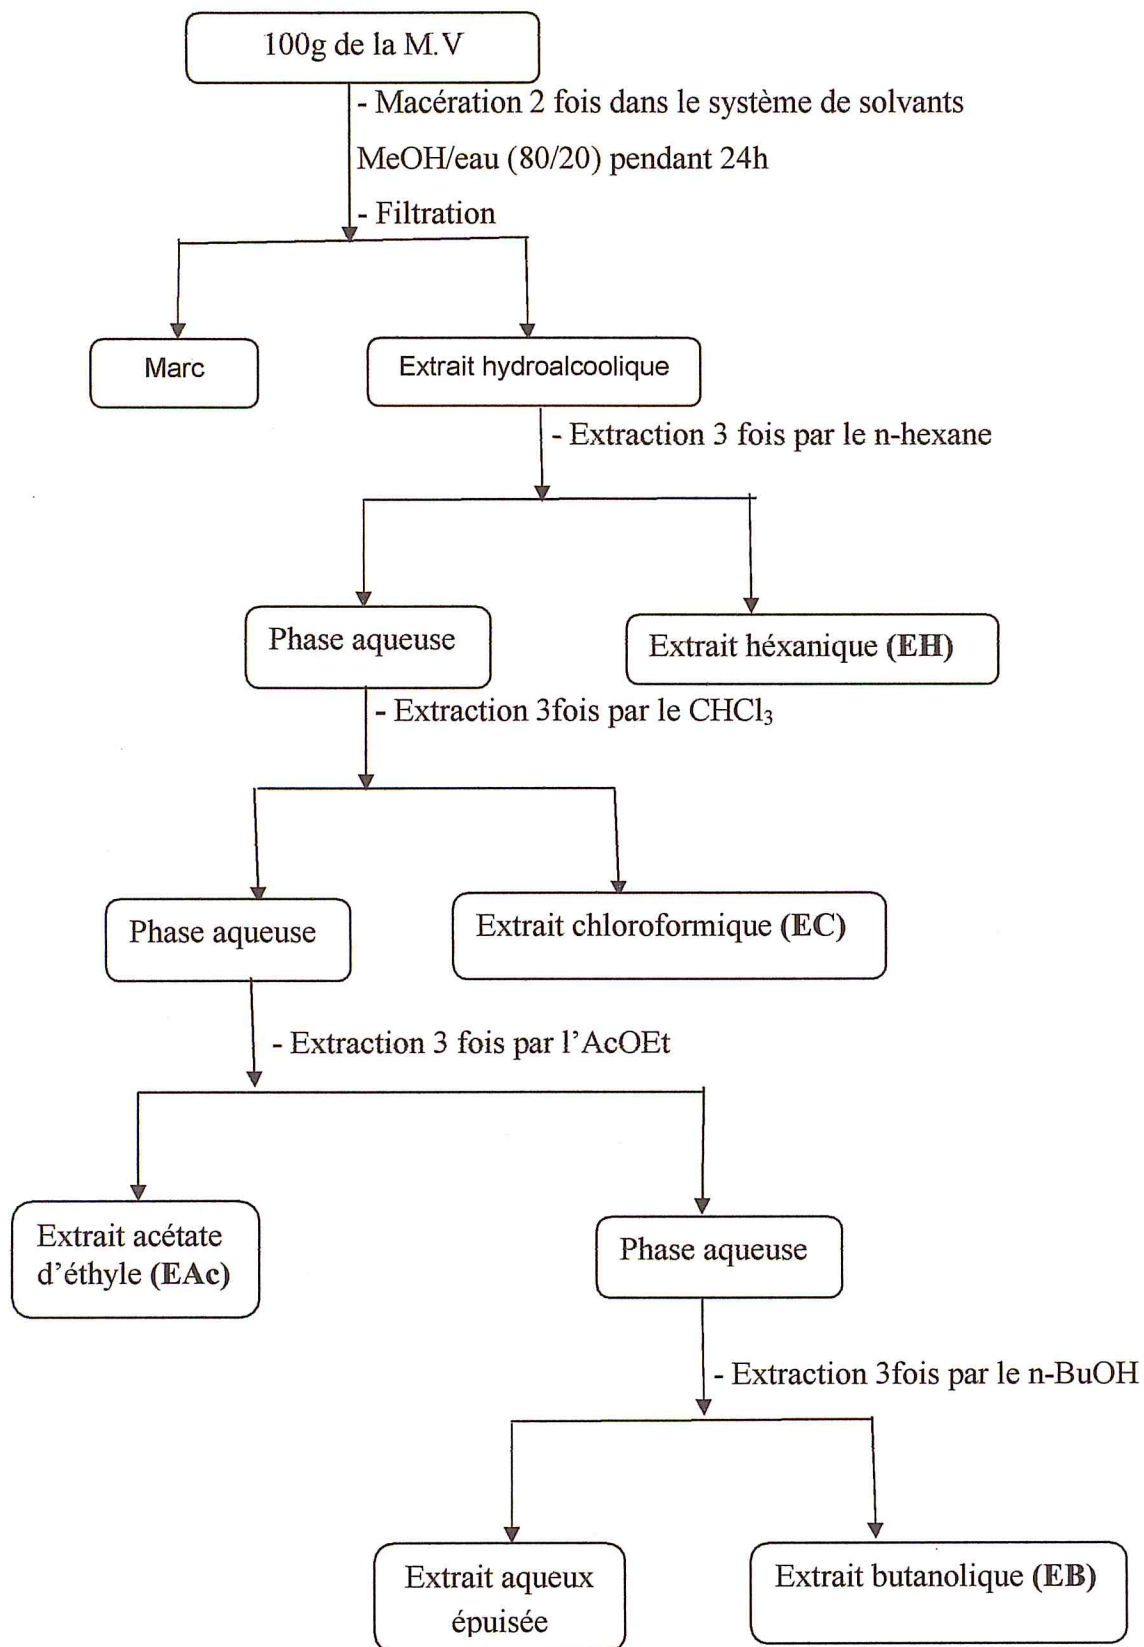 100g de la M.V
- Macération 2 fois dans le système de solvants
MeOH/eau (80/20) pendant 24h
- Filtration
Marc
Extrait hydroalcoolique
- Extraction 3 fois par le n-hexane
Phase aqueuse
Extrait héxanique (EH)
- Extraction 3fois par le CHCl₃
Phase aqueuse
Extrait chloroformique (EC)
- Extraction 3 fois par l’AcOEt
Extrait acétate
d’éthyle (EAc)
Phase aqueuse
- Extraction 3fois par le n-BuOH
Extrait aqueux
épuisée
Extrait butanolique (EB)